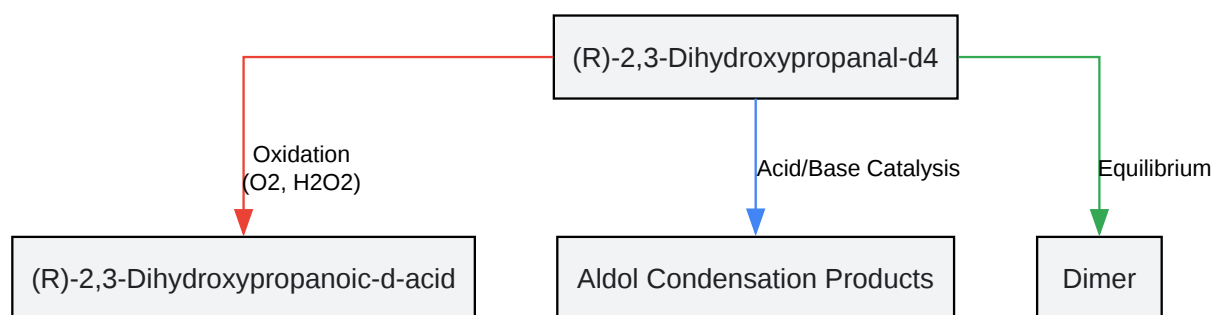 (R)-2,3-Dihydroxypropanal-d4
Oxidation
(O2, H2O2)
Acid/Base Catalysis
Equilibrium
(R)-2,3-Dihydroxypropanoic-d-acid
Aldol Condensation Products
Dimer